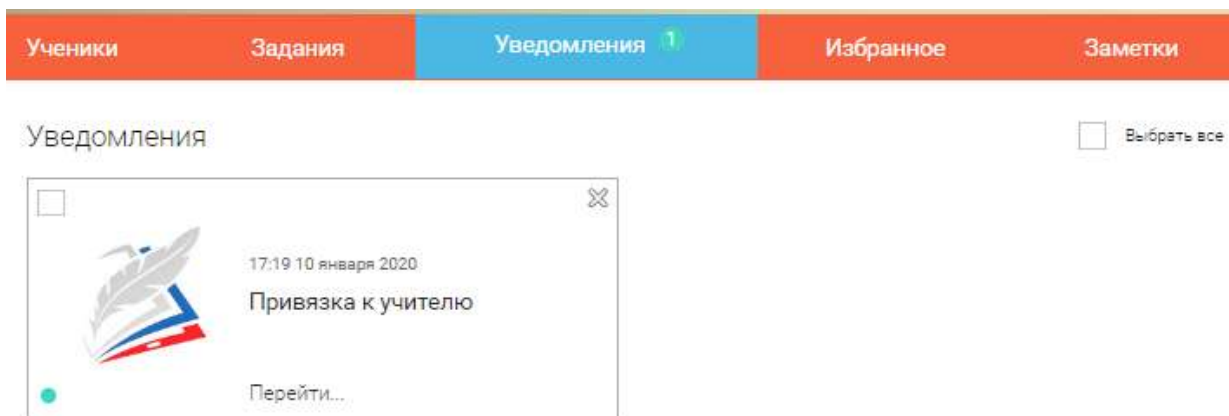 Ученики Задания Уведомления 1 Избранное Заметки
Уведомления Выбрать все
17:19 10 января 2020
Привязка к учителю
Перейти...